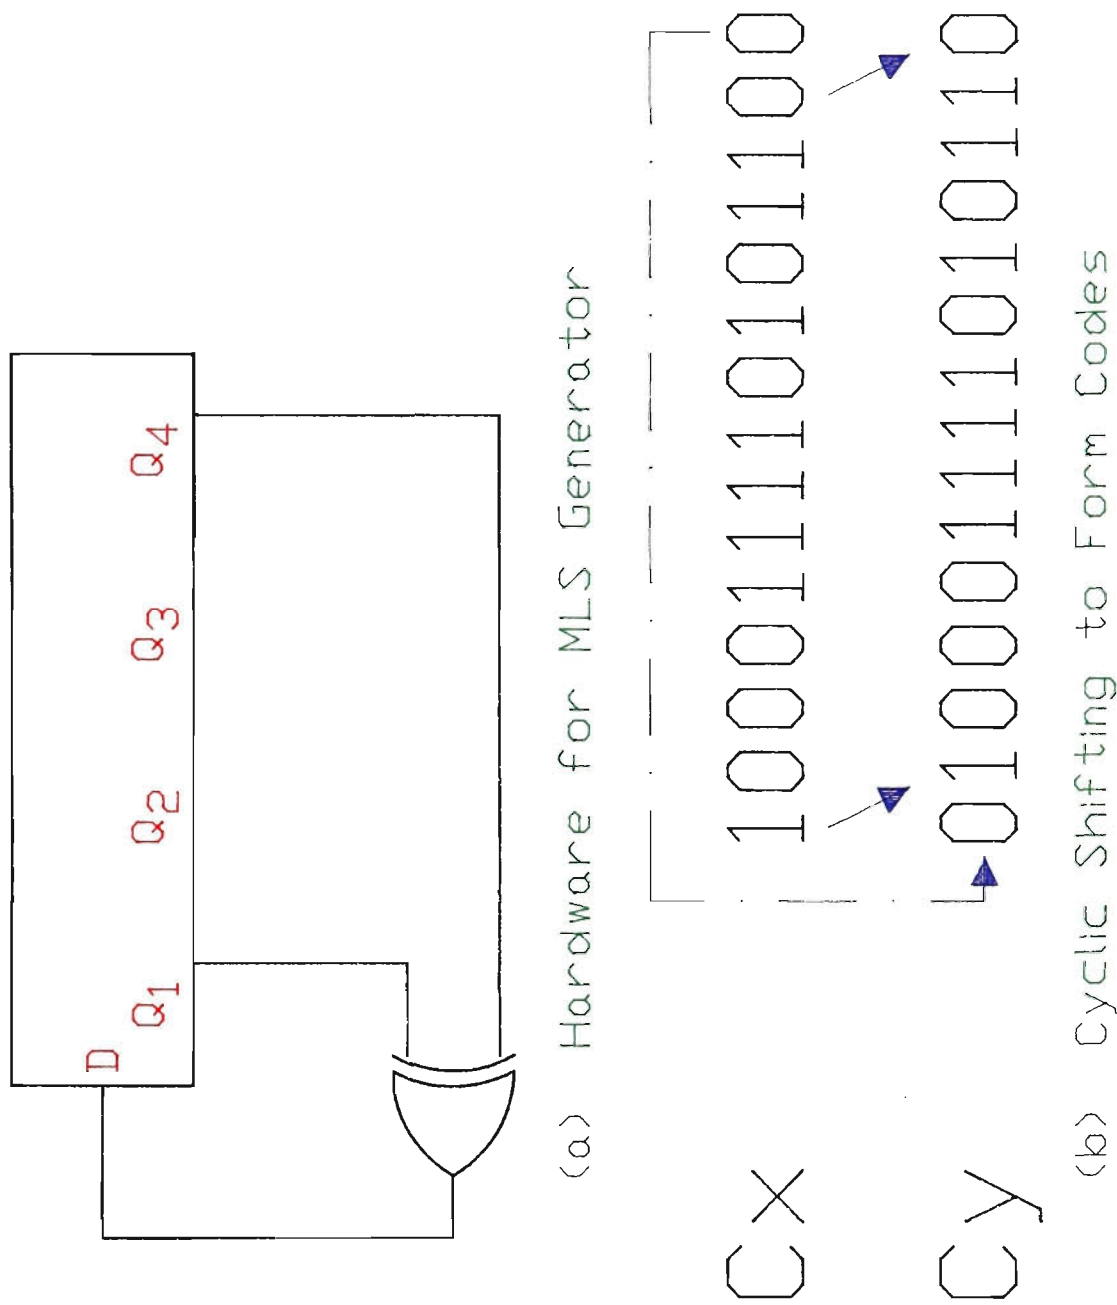 D
Q1 Q2 Q3 Q4
(a) Hardware for MLS Generator
Cx 100011110101100
Cy 010001111010110
(b) Cyclic Shifting to Form Codes